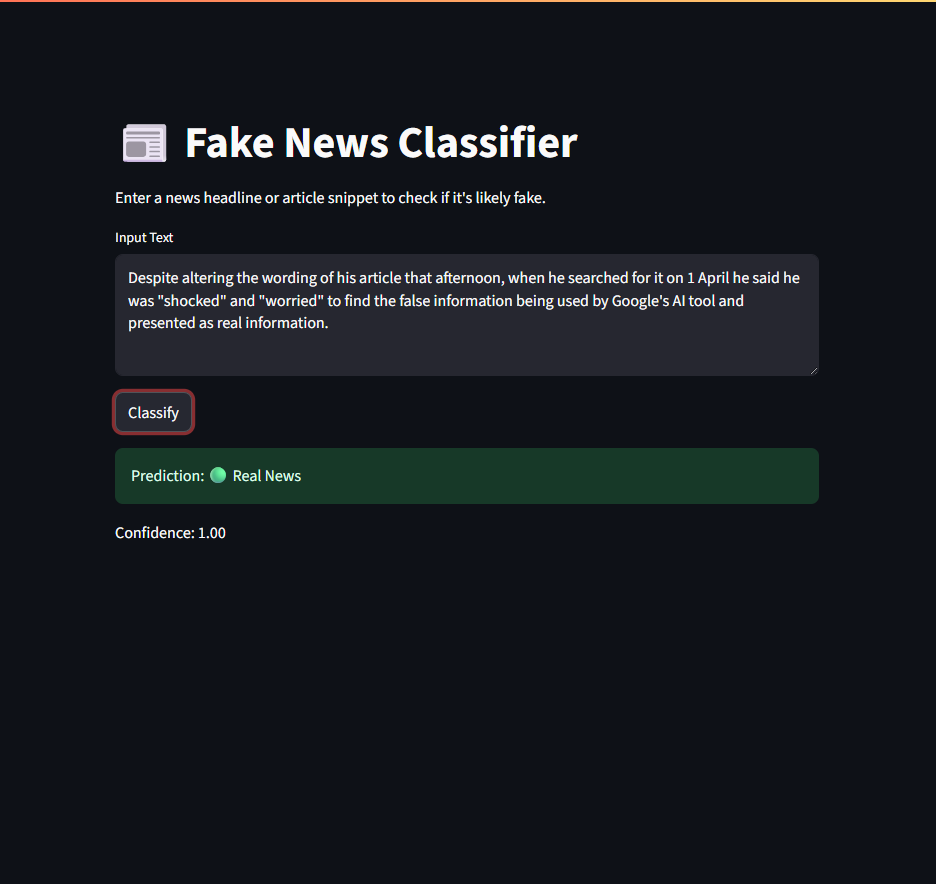 Fake News Classifier
Enter a news headline or article snippet to check if it's likely fake.
Input Text
Despite altering the wording of his article that afternoon, when he searched for it on 1 April he said he
was "shocked" and "worried" to find the false information being used by Google's AI tool and
presented as real information.
Classify
Prediction: 🟢 Real News
Confidence: 1.00